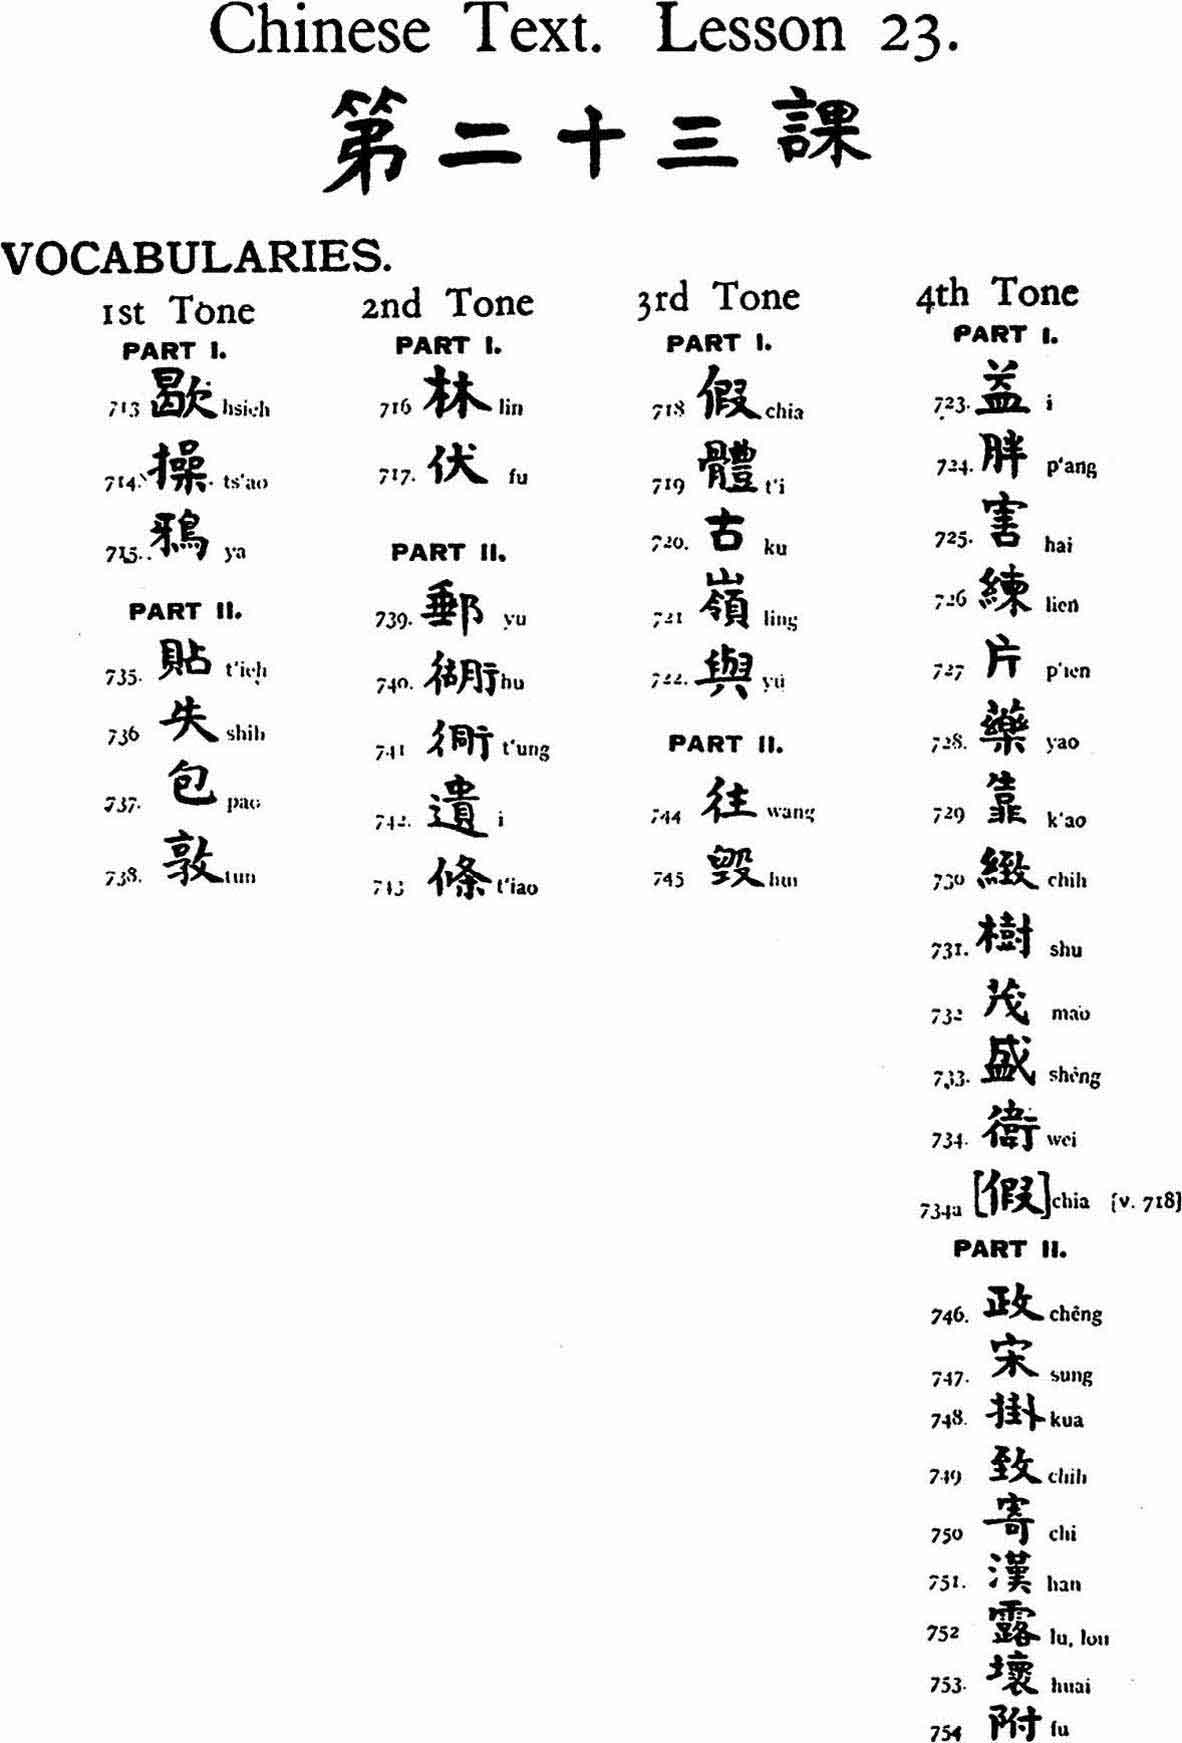 Chinese Text. Lesson 23.
第二十三課
VOCABULARIES.
1st Tone
PART I.
713 歇 hsieh
714. 操 ts'ao
715. 鴉 ya
PART II.
735. 貼 t'ieh
736 失 shih
737. 包 pao
738. 敦 tun
2nd Tone
PART I.
716 林 lin
717. 伏 fu
PART II.
739. 郵 yu
740. 衚 hu
741 衕 t'ung
742. 遺 i
743 條 t'iao
3rd Tone
PART I.
718 假 chia
719 體 t'i
720. 古 ku
721 嶺 ling
722. 與 yü
PART II.
744 往 wang
745 毀 hui
4th Tone
PART I.
723. 益 i
724. 胖 p'ang
725. 害 hai
726 練 lien
727 片 p'ien
728. 藥 yao
729 靠 k'ao
730 緻 chih
731. 樹 shu
732 茂 mao
733. 盛 shêng
734. 衛 wei
734a [假] chia [v. 718]
PART II.
746. 政 chêng
747. 宋 sung
748. 掛 kua
749 致 chih
750 寄 chi
751. 漢 han
752 露 lu, lou
753. 壞 huai
754 附 fu